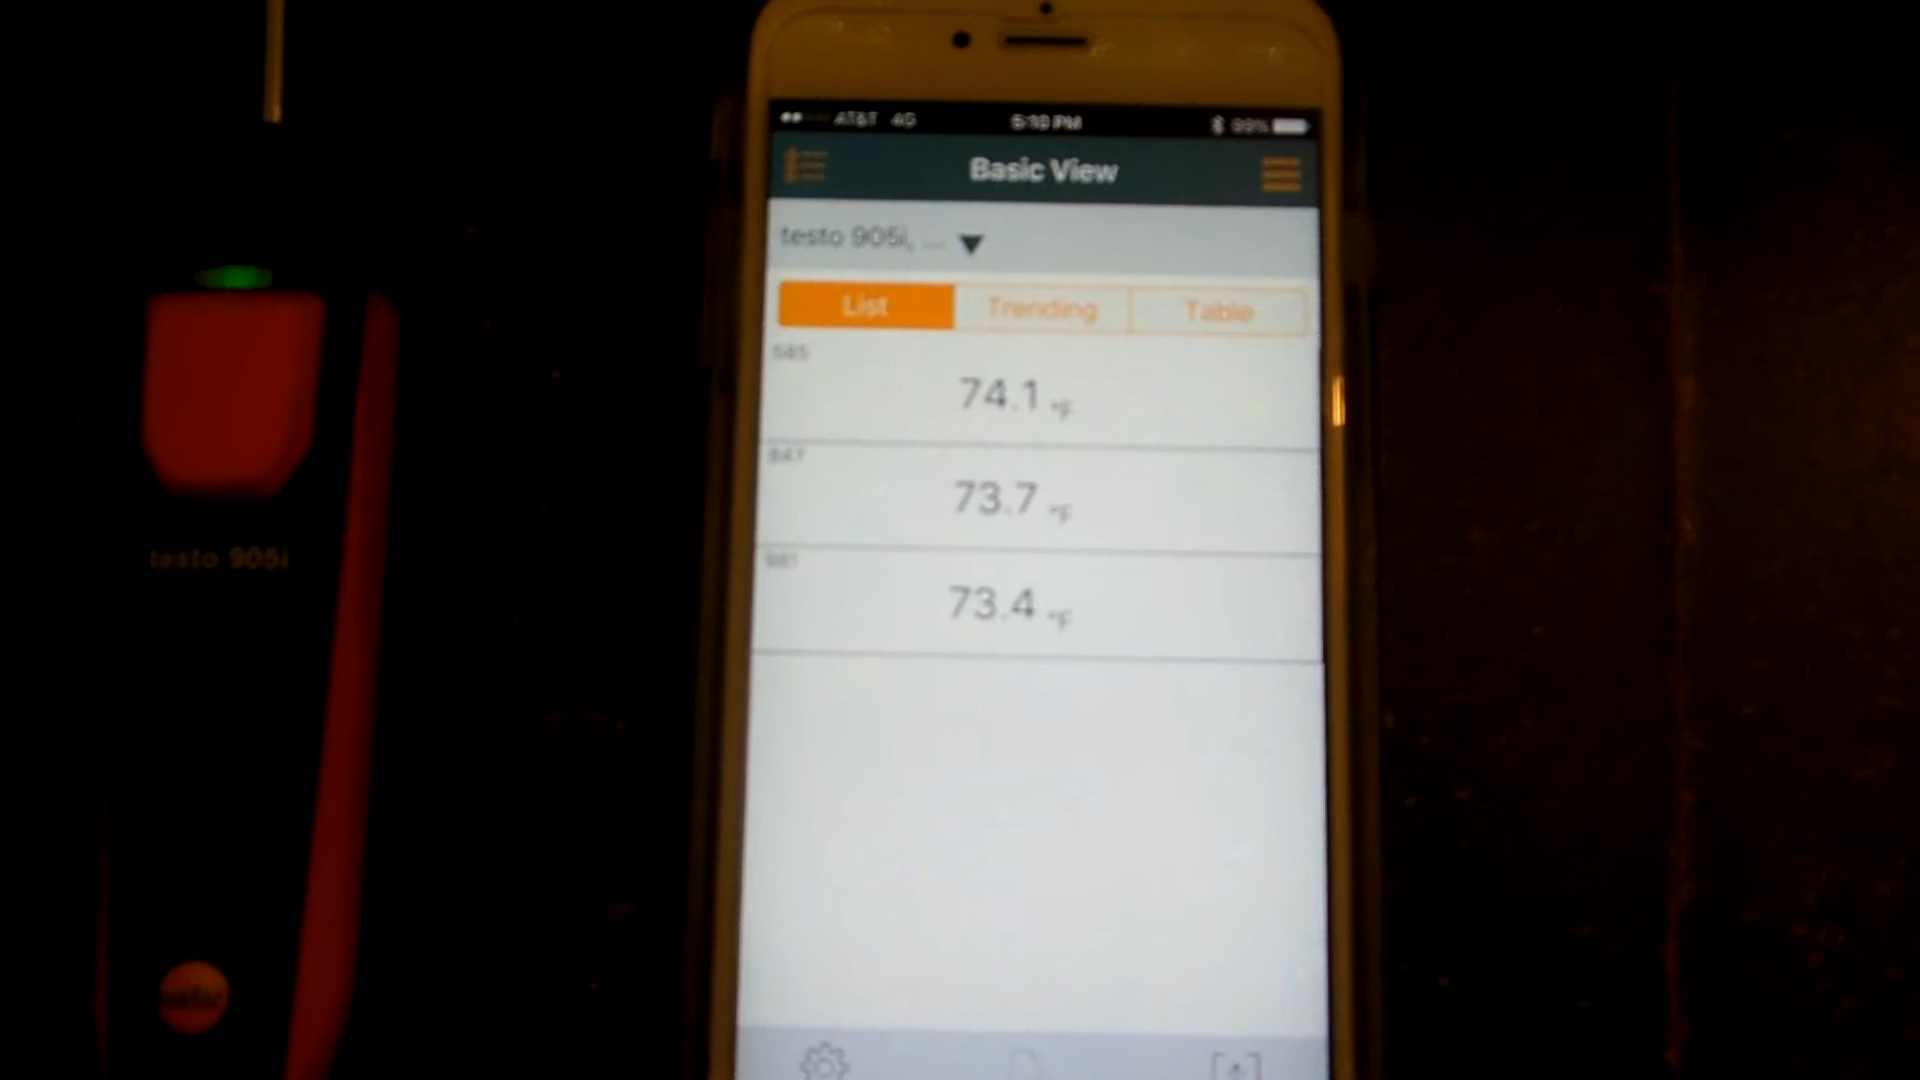 AT&T 4G
Basic View
testo 905i, ...
List Trending Table
74.1 °F
73.7 °F
73.4 °F
testo 905i